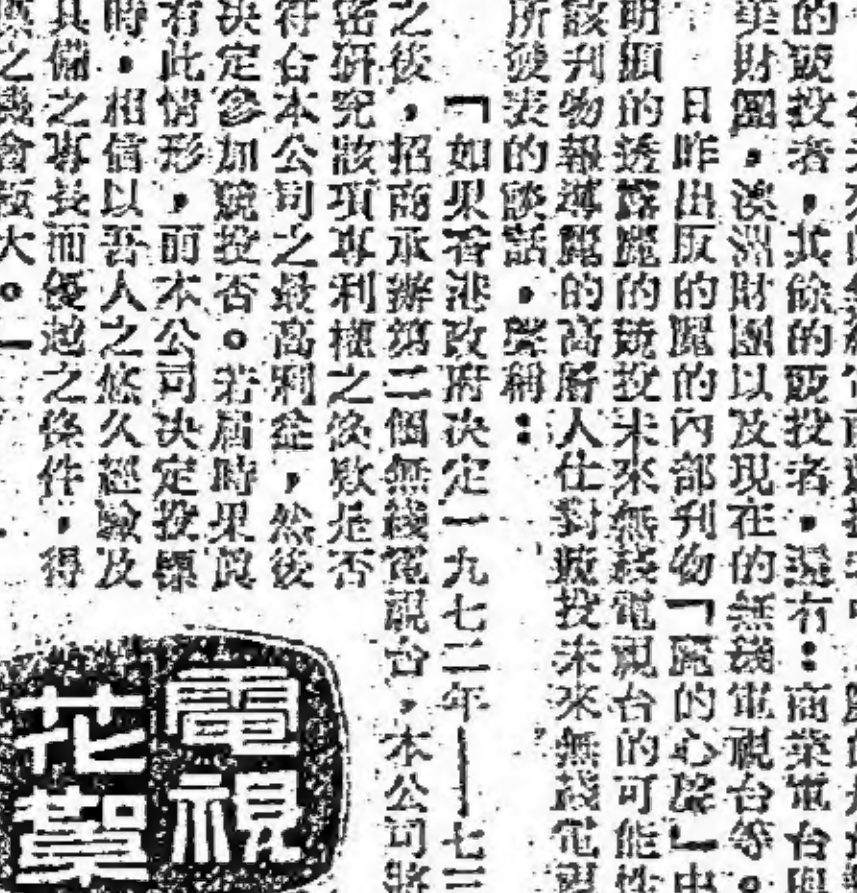 的競投者，其餘的競投者，還有：商業電台與
美財團，澳洲財團以及現在的無綫電視台等。
日昨出版的麗的內部刊物「麗的心聲」中
明顯的透露麗的競投未來無綫電視台的可能性
該刊物報導麗的高層人仕對競投未來無綫電視
所發表的談話，聲稱：
「如果香港政府決定一九七二年——七三
之後，招商承辦第二個無綫電視台，本公司將
密研究該項專利權之條款是否
符合本公司之最高利益，然後
決定參加競投否。若屆時果真
有此情形，而本公司決定投標
時，相信以吾人之悠久經驗及
具備之專長而優越之條件，得
標之機會極大。」
電視
花絮